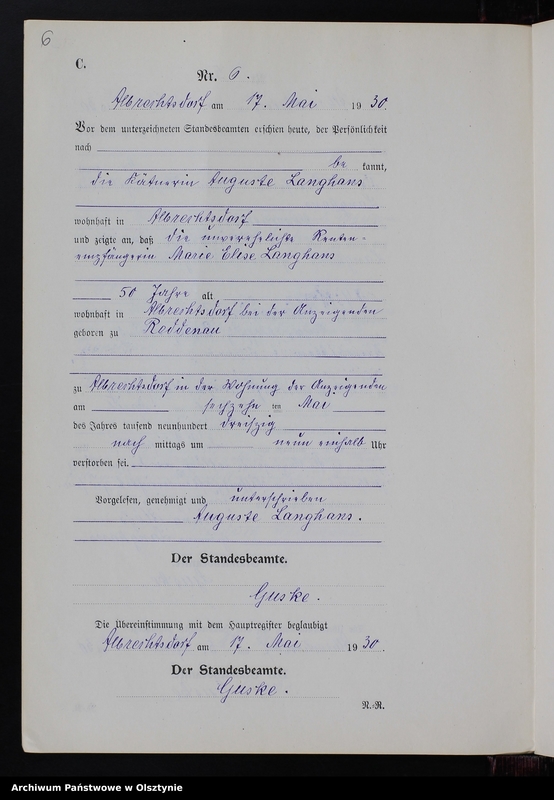 6
C.
Nr. 6.
Albrechtsdorf am 17. Mai 1930.
Vor dem unterzeichneten Standesbeamten erschien heute, der Persönlichkeit
nach
be kannt,
die Kätnerin Auguste Langhans
wohnhaft in Albrechtsdorf
und zeigte an, daß die unverehelichte Renten-
empfängerin Marie Elise Langhans
50 Jahre alt,
wohnhaft in Albrechtsdorf bei der Anzeigenden
geboren zu Roddenau
zu Albrechtsdorf in der Wohnung der Anzeigenden
am sechzehn ten Mai
des Jahres tausend neunhundert dreißig
nach mittags um neun einhalb Uhr
verstorben sei.
Vorgelesen, genehmigt und unterschrieben
Auguste Langhans.
Der Standesbeamte.
Guske.
Die Übereinstimmung mit dem Hauptregister beglaubigt
Albrechtsdorf am 17. Mai 1930.
Der Standesbeamte.
Guske.
R.-R.
Archiwum Państwowe w Olsztynie